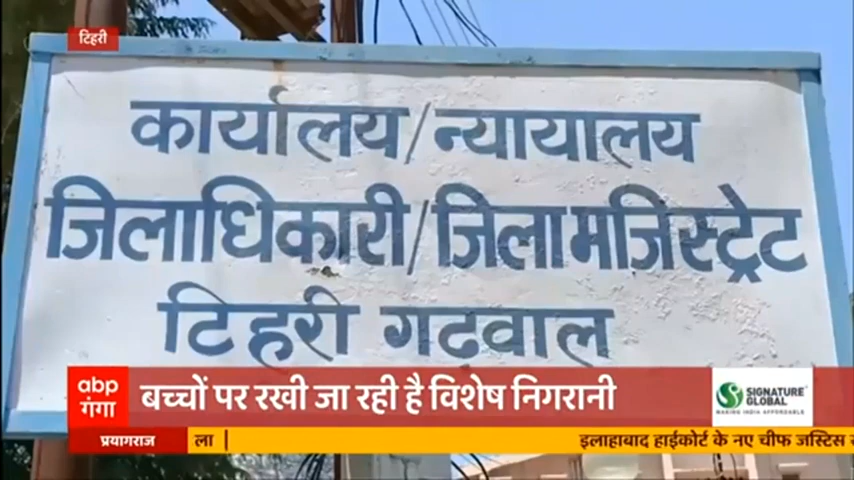 टिहरी
कार्यालय/न्यायालय
जिलाधिकारी/जिलामजिस्ट्रेट
टिहरी गढ़वाल
abp गंगा
बच्चों पर रखी जा रही है विशेष निगरानी
SIGNATURE GLOBAL
MAKING INDIA AFFORDABLE
प्रयागराज
ला
इलाहाबाद हाईकोर्ट के नए चीफ जस्टिस